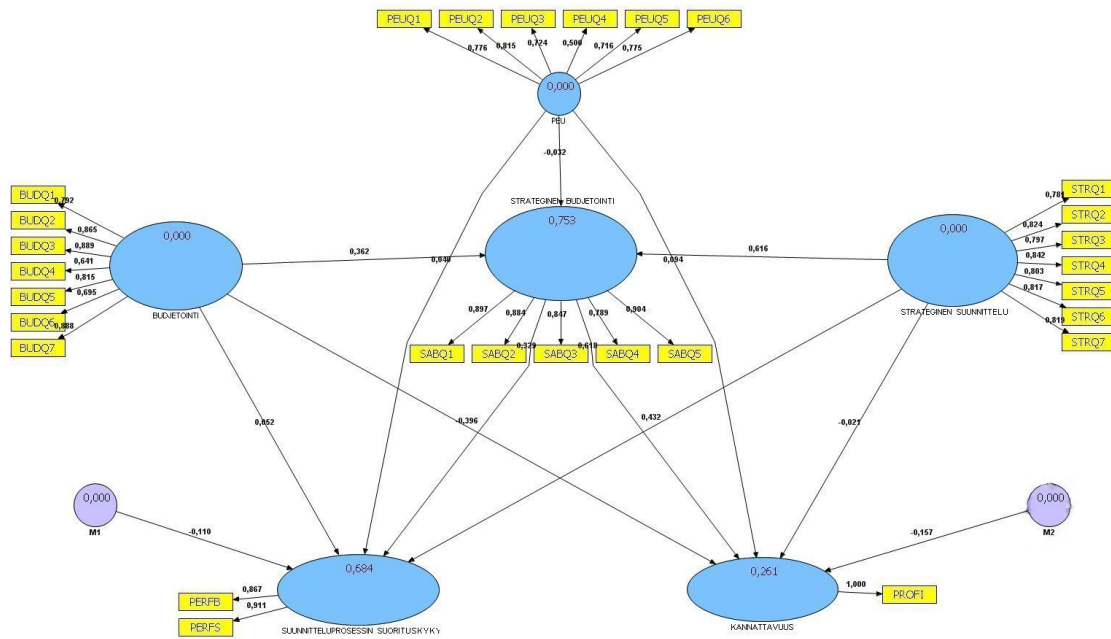 PEUQ1 PEUQ2 PEUQ3 PEUQ4 PEUQ5 PEUQ6
0,776 0,815 0,724 0,506 0,716 0,775
0,000
PEU
-0,032
BUDQ1
BUDQ2
BUDQ3
BUDQ4
BUDQ5
BUDQ6
BUDQ7
0,792
0,865
0,889
0,641
0,815
0,695
0,888
0,000
BUDJETOINTI
STRATEGINEN BUDJETOINTI
0,753
0,362
0,616
0,049
0,094
0,897 0,884 0,847 0,789 0,904
SABQ1 SABQ2 SABQ3 SABQ4 SABQ5
0,329 0,618
0,000
STRATEGINEN SUUNNITTELU
0,781
0,824
0,797
0,842
0,803
0,817
0,819
STRQ1
STRQ2
STRQ3
STRQ4
STRQ5
STRQ6
STRQ7
0,052
-0,396
0,432
-0,021
0,000
M1
-0,110
0,000
M2
-0,157
0,684
SUUNNITTELUPROSESSIN SUORITUSKYKY
PERFB
0,867
PERFS
0,911
0,261
KANNATTAVUUS
1,000
PROFI